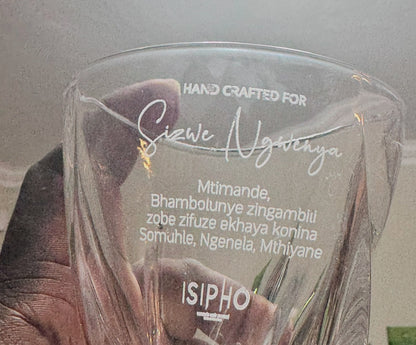 HAND CRAFTED FOR
Sizwe Ngwenya
Mtimande,
Bhambolunye zingambili
zobe zifuze ekhaya konina
Somuhle, Ngenela, Mthiyane
ISIPHO